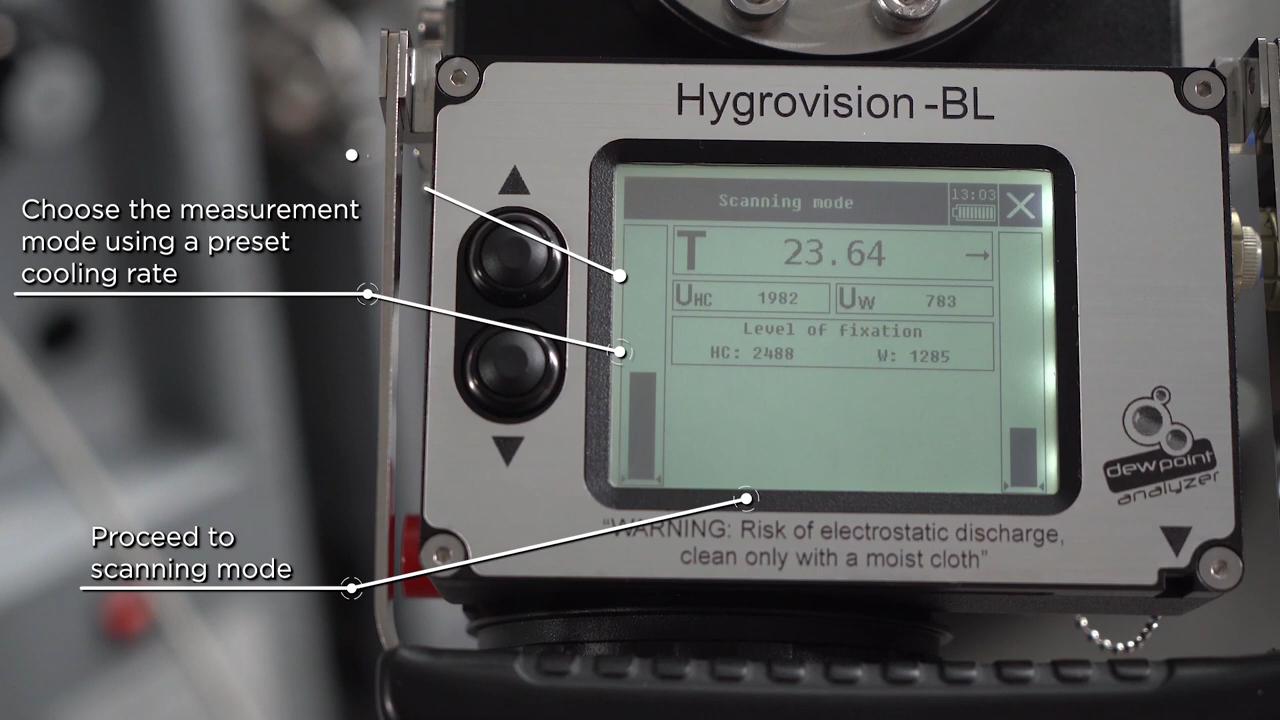 Hygrovision-BL
Scanning mode
13:03
T 23.64 →
UHC 1982
UW 783
Level of fixation
HC: 2488 W: 1285
Choose the measurement
mode using a preset
cooling rate
Proceed to
scanning mode
dewpoint
analyzer
"WARNING: Risk of electrostatic discharge,
clean only with a moist cloth"